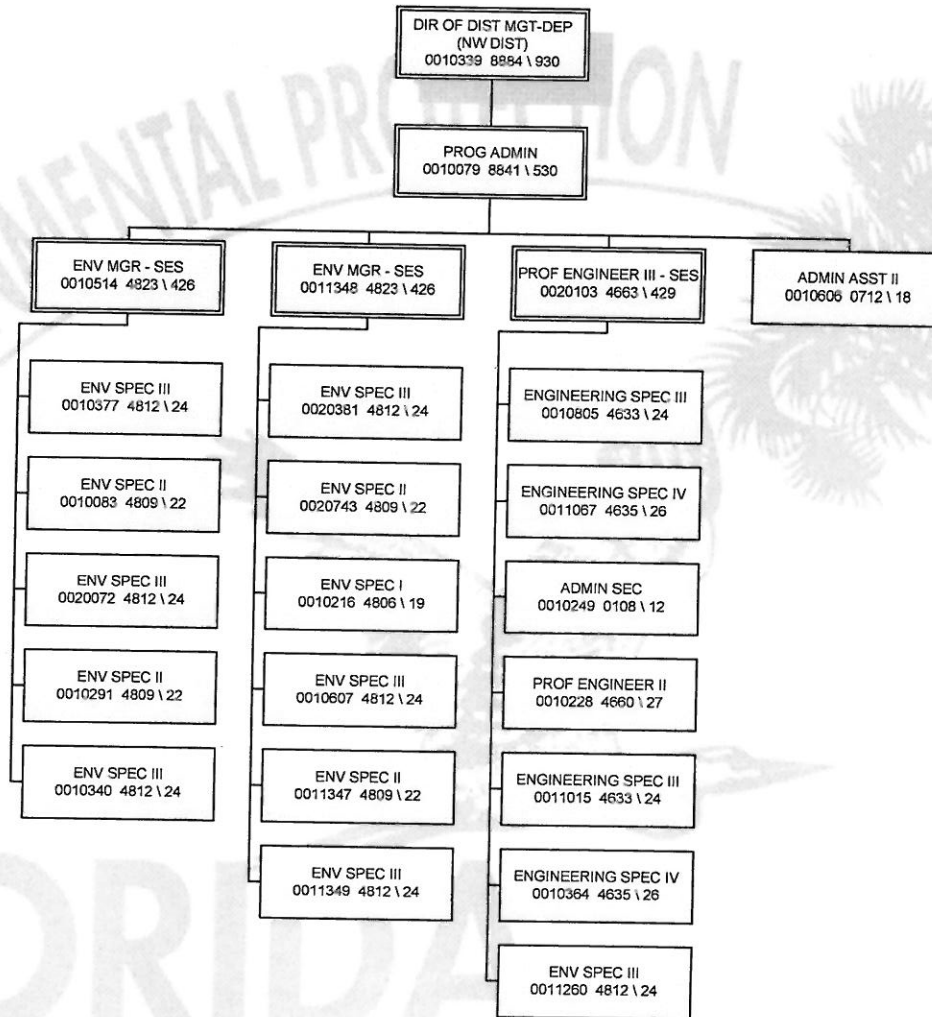 DIR OF DIST MGT-DEP
(NW DIST)
0010339 8884 \ 930
PROG ADMIN
0010079 8841 \ 530
ENV MGR - SES
0010514 4823 \ 426
ENV SPEC III
0010377 4812 \ 24
ENV SPEC II
0010083 4809 \ 22
ENV SPEC III
0020072 4812 \ 24
ENV SPEC II
0010291 4809 \ 22
ENV SPEC III
0010340 4812 \ 24
ENV MGR - SES
0011348 4823 \ 426
ENV SPEC III
0020381 4812 \ 24
ENV SPEC II
0020743 4809 \ 22
ENV SPEC I
0010216 4806 \ 19
ENV SPEC III
0010607 4812 \ 24
ENV SPEC II
0011347 4809 \ 22
ENV SPEC III
0011349 4812 \ 24
PROF ENGINEER III - SES
0020103 4663 \ 429
ENGINEERING SPEC III
0010805 4633 \ 24
ENGINEERING SPEC IV
0011067 4635 \ 26
ADMIN SEC
0010249 0108 \ 12
PROF ENGINEER II
0010228 4660 \ 27
ENGINEERING SPEC III
0011015 4633 \ 24
ENGINEERING SPEC IV
0010364 4635 \ 26
ENV SPEC III
0011260 4812 \ 24
ADMIN ASST II
0010606 0712 \ 18
MENTAL PROTECTION
ORIDA